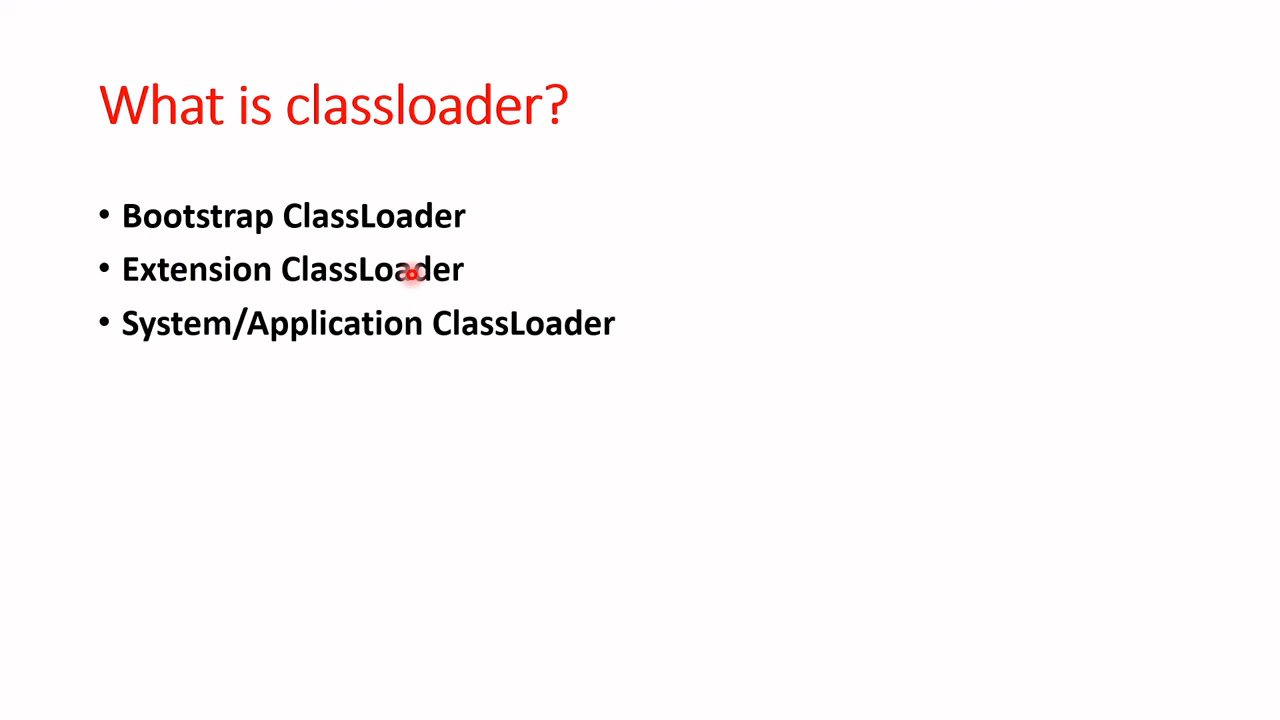 What is classloader?
• Bootstrap ClassLoader
• Extension ClassLoader
• System/Application ClassLoader